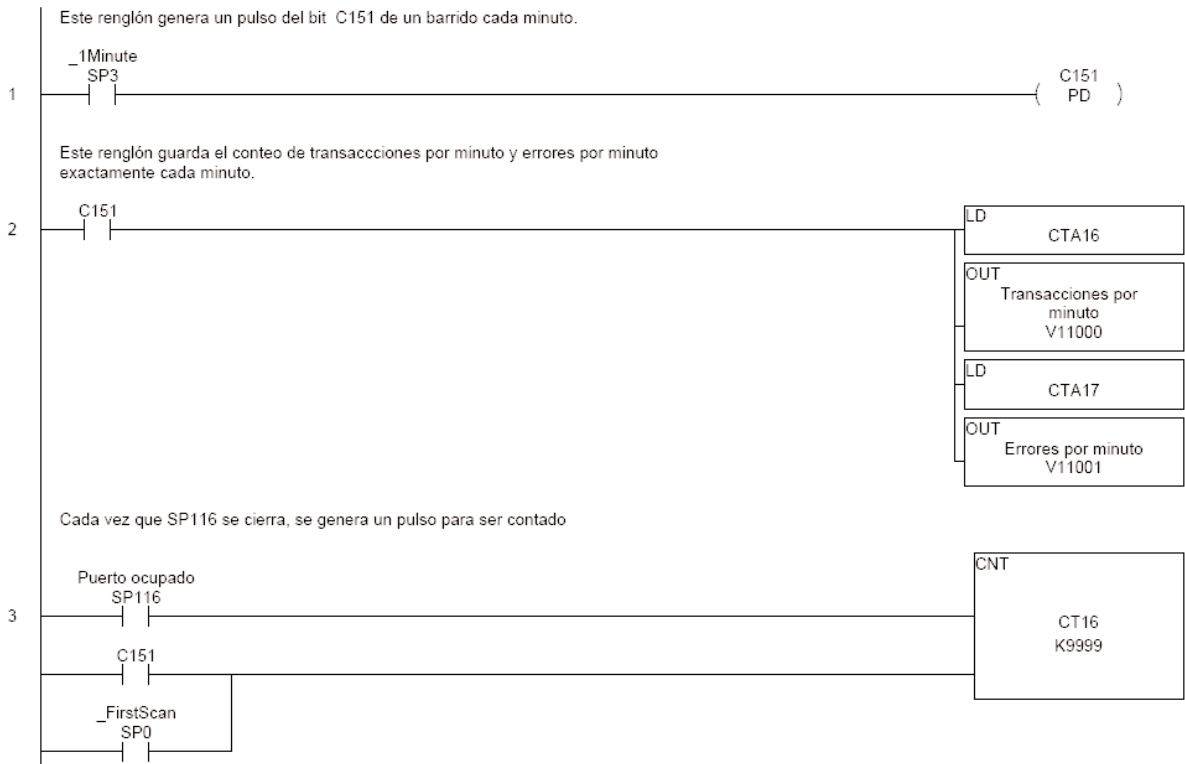 Este renglón genera un pulso del bit C151 de un barrido cada minuto.
_1Minute
SP3
C151
PD
1
Este renglón guarda el conteo de transaccciones por minuto y errores por minuto
exactamente cada minuto.
C151
2
LD
CTA16
OUT
Transacciones por
minuto
V11000
LD
CTA17
OUT
Errores por minuto
V11001
Cada vez que SP116 se cierra, se genera un pulso para ser contado
Puerto ocupado
SP116
3
CNT
CT16
K9999
C151
_FirstScan
SP0